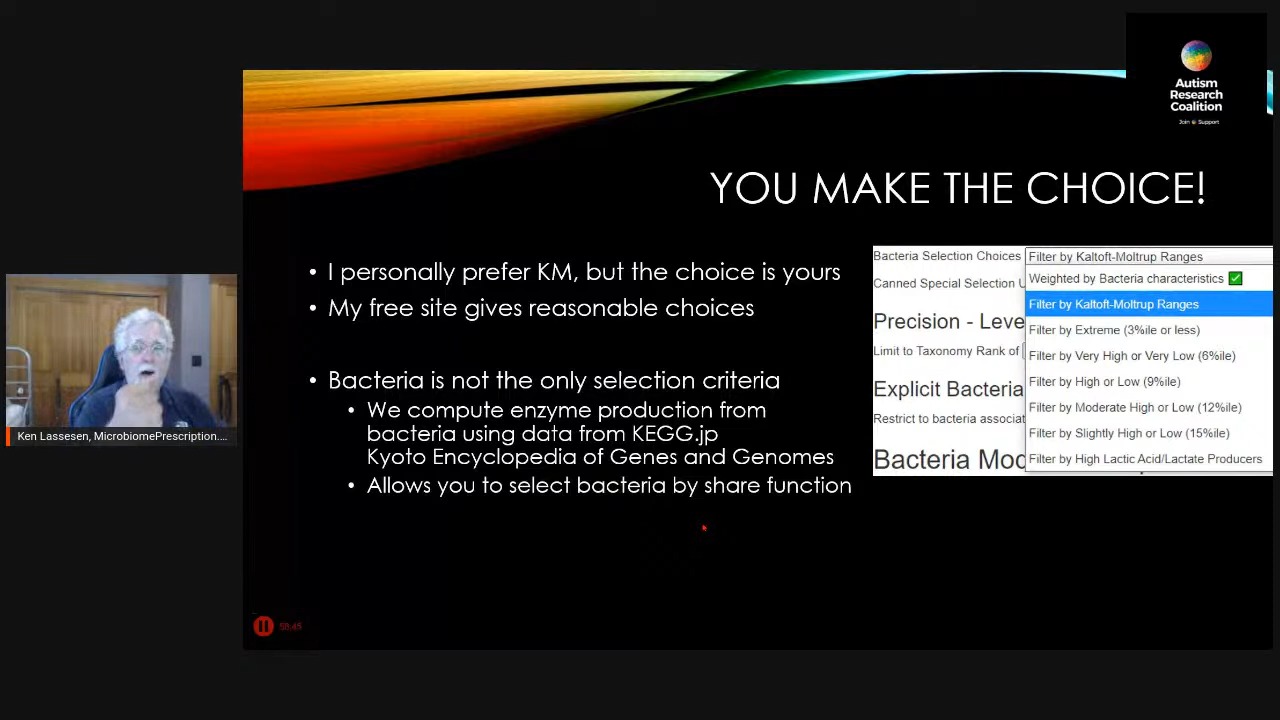 Autism
Research
Coalition
Join Support
YOU MAKE THE CHOICE!
• I personally prefer KM, but the choice is yours
• My free site gives reasonable choices
• Bacteria is not the only selection criteria
• We compute enzyme production from
bacteria using data from KEGG.jp
Kyoto Encyclopedia of Genes and Genomes
• Allows you to select bacteria by share function
Bacteria Selection Choices
Filter by Kaltoft-Moltrup Ranges
Weighted by Bacteria characteristics
Canned Special Selection
Filter by Kaltoft-Moltrup Ranges
Precision - Leve
Filter by Extreme (3%ile or less)
Limit to Taxonomy Rank of
Filter by Very High or Very Low (6%ile)
Explicit Bacteria
Filter by High or Low (9%ile)
Filter by Moderate High or Low (12%ile)
Restrict to bacteria associat
Filter by Slightly High or Low (15%ile)
Bacteria Mo
Filter by High Lactic Acid/Lactate Producers
Ken Lassesen, MicrobiomePrescription....
58:45